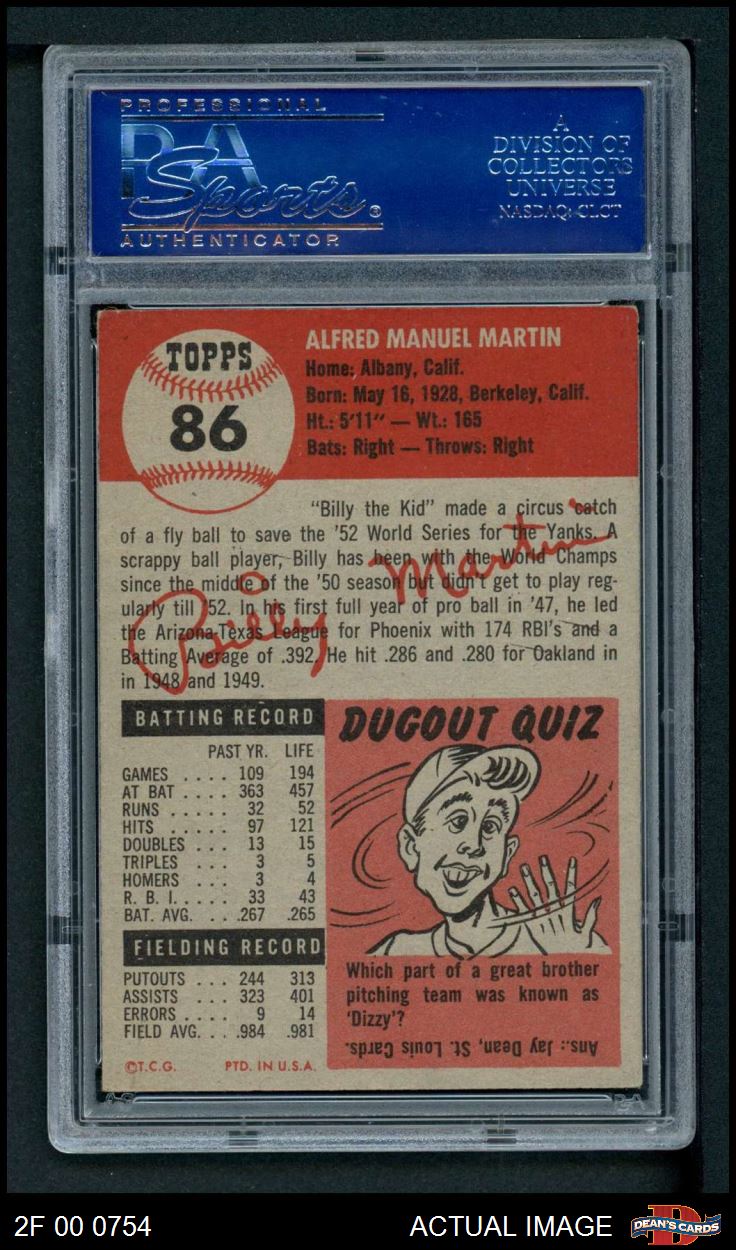 PROFESSIONAL
PSA
Sports®
AUTHENTICATOR
A
DIVISION OF
COLLECTORS
UNIVERSE
NASDAQ: CLCT
TOPPS
86
ALFRED MANUEL MARTIN
Home: Albany, Calif.
Born: May 16, 1928, Berkeley, Calif.
Ht.: 5'11" — Wt.: 165
Bats: Right — Throws: Right
"Billy the Kid" made a circus catch
of a fly ball to save the '52 World Series for the Yanks. A
scrappy ball player, Billy has been with the World Champs
since the middle of the '50 season but didn't get to play reg-
ularly till '52. In his first full year of pro ball in '47, he led
the Arizona-Texas League for Phoenix with 174 RBI's and a
Batting Average of .392. He hit .286 and .280 for Oakland in
in 1948 and 1949.
Billy Martin
BATTING RECORD
PAST YR. LIFE
GAMES .... 109 194
AT BAT .... 363 457
RUNS ..... 32 52
HITS ..... 97 121
DOUBLES ... 13 15
TRIPLES ... 3 5
HOMERS ... 3 4
R. B. I. .... 33 43
BAT. AVG. ... .267 .265
FIELDING RECORD
PUTOUTS ... 244 313
ASSISTS ... 323 401
ERRORS .... 9 14
FIELD AVG. ... .984 .981
©T.C.G. PTD. IN U.S.A.
DUGOUT QUIZ
Which part of a great brother
pitching team was known as
'Dizzy'?
Ans.: Jay Dean, St. Louis Cards.
2F 00 0754
ACTUAL IMAGE
DEAN'S CARDS